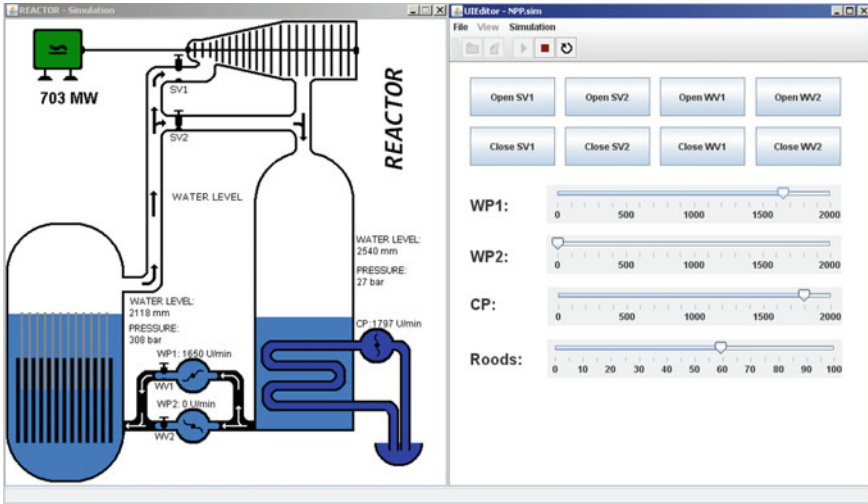 REACTOR - Simulation
703 MW
SV1
SV2
REACTOR
WATER LEVEL
WATER LEVEL:
2540 mm
PRESSURE:
27 bar
WATER LEVEL:
2118 mm
PRESSURE:
308 bar
CP:1797 U/min
WP1: 1650 U/min
WV1
WP2: 0 U/min
WV2
UIEditor - NPP.sim
File View Simulation
Open SV1 Open SV2 Open WV1 Open WV2
Close SV1 Close SV2 Close WV1 Close WV2
WP1:
0 500 1000 1500 2000
WP2:
0 500 1000 1500 2000
CP:
0 500 1000 1500 2000
Roods:
0 10 20 30 40 50 60 70 80 90 100